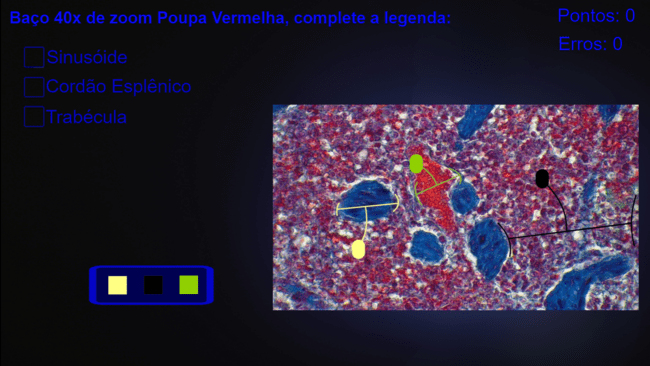 Baço 40x de zoom Poupa Vermelha, complete a legenda:
Pontos: 0
Erros: 0
Sinusóide
Cordão Esplênico
Trabécula